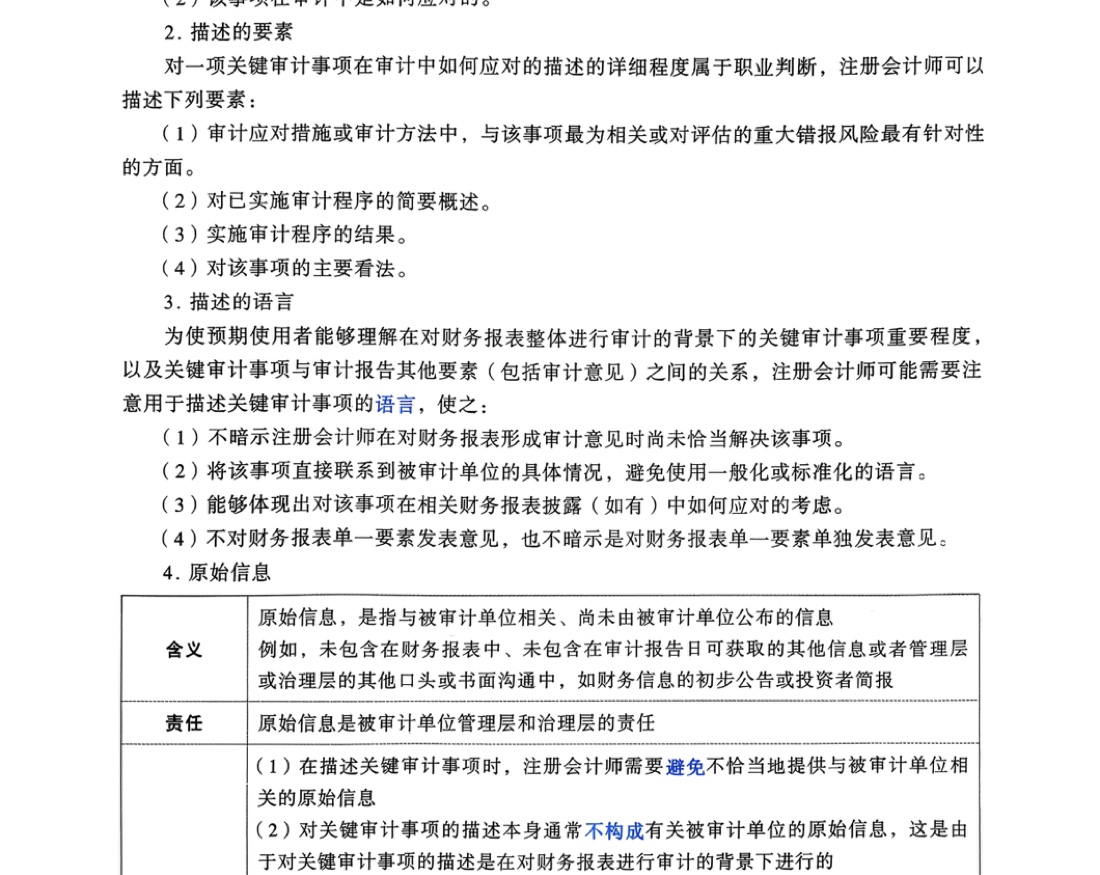 (2)该事项在审计中是如何应对的。
2. 描述的要素
对一项关键审计事项在审计中如何应对的描述的详细程度属于职业判断，注册会计师可以
描述下列要素：
(1)审计应对措施或审计方法中，与该事项最为相关或对评估的重大错报风险最有针对性
的方面。
(2)对已实施审计程序的简要概述。
(3)实施审计程序的结果。
(4)对该事项的主要看法。
3. 描述的语言
为使预期使用者能够理解在对财务报表整体进行审计的背景下的关键审计事项重要程度，
以及关键审计事项与审计报告其他要素(包括审计意见)之间的关系，注册会计师可能需要注
意用于描述关键审计事项的语言，使之：
(1)不暗示注册会计师在对财务报表形成审计意见时尚未恰当解决该事项。
(2)将该事项直接联系到被审计单位的具体情况，避免使用一般化或标准化的语言。
(3)能够体现出对该事项在相关财务报表披露(如有)中如何应对的考虑。
(4)不对财务报表单一要素发表意见，也不暗示是对财务报表单一要素单独发表意见。
4. 原始信息
含义
原始信息，是指与被审计单位相关、尚未由被审计单位公布的信息
例如，未包含在财务报表中、未包含在审计报告日可获取的其他信息或者管理层
或治理层的其他口头或书面沟通中，如财务信息的初步公告或投资者简报
责任
原始信息是被审计单位管理层和治理层的责任
(1)在描述关键审计事项时，注册会计师需要避免不恰当地提供与被审计单位相
关的原始信息
(2)对关键审计事项的描述本身通常不构成有关被审计单位的原始信息，这是由
于对关键审计事项的描述是在对财务报表进行审计的背景下进行的